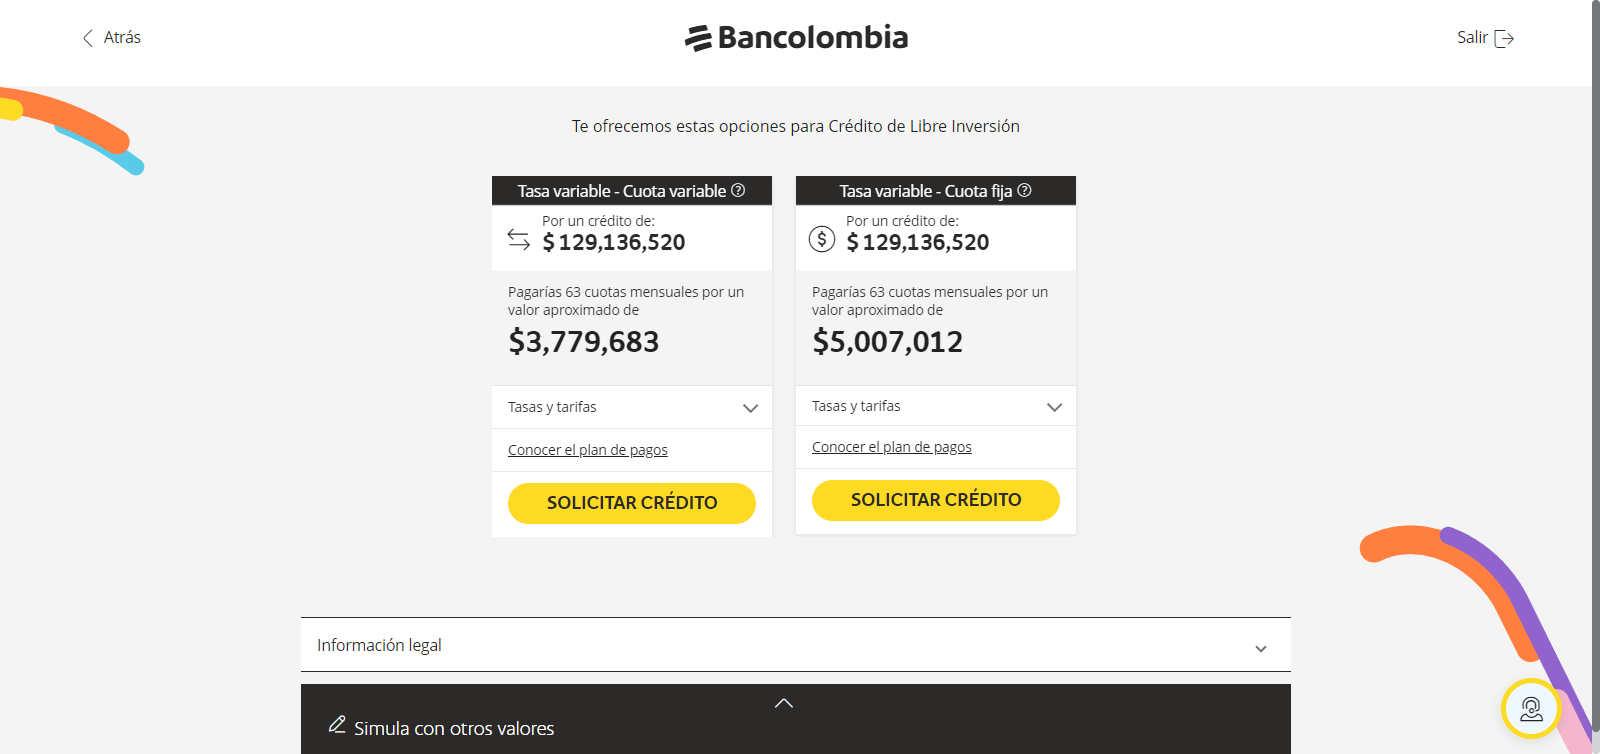 Atrás
Bancolombia
Salir
Te ofrecemos estas opciones para Crédito de Libre Inversión
Tasa variable - Cuota variable ?
Por un crédito de:
$ 129,136,520
Pagarías 63 cuotas mensuales por un
valor aproximado de
$3,779,683
Tasas y tarifas
Conocer el plan de pagos
SOLICITAR CRÉDITO
Tasa variable - Cuota fija ?
$
Por un crédito de:
$ 129,136,520
Pagarías 63 cuotas mensuales por un
valor aproximado de
$5,007,012
Tasas y tarifas
Conocer el plan de pagos
SOLICITAR CRÉDITO
Información legal
Simula con otros valores